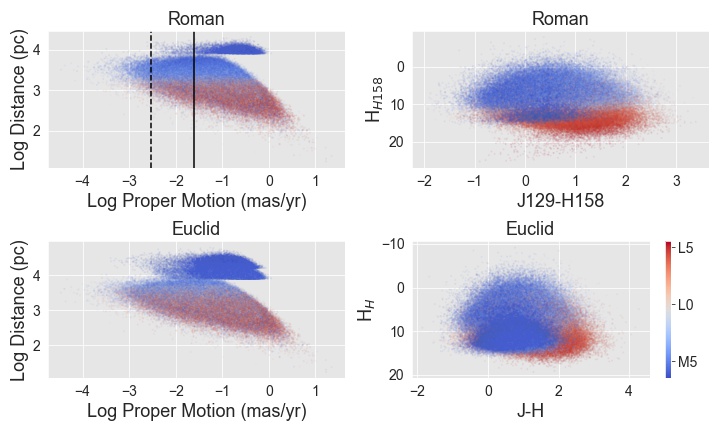 Roman
Log Distance (pc)
4
3
2
−4 −3 −2 −1 0 1
Log Proper Motion (mas/yr)
Roman
H_{H158}
0
10
20
−2 −1 0 1 2 3
J129-H158
Euclid
Log Distance (pc)
4
3
2
−4 −3 −2 −1 0 1
Log Proper Motion (mas/yr)
Euclid
H_H
−10
0
10
20
−2 0 2 4
J-H
L5
L0
M5